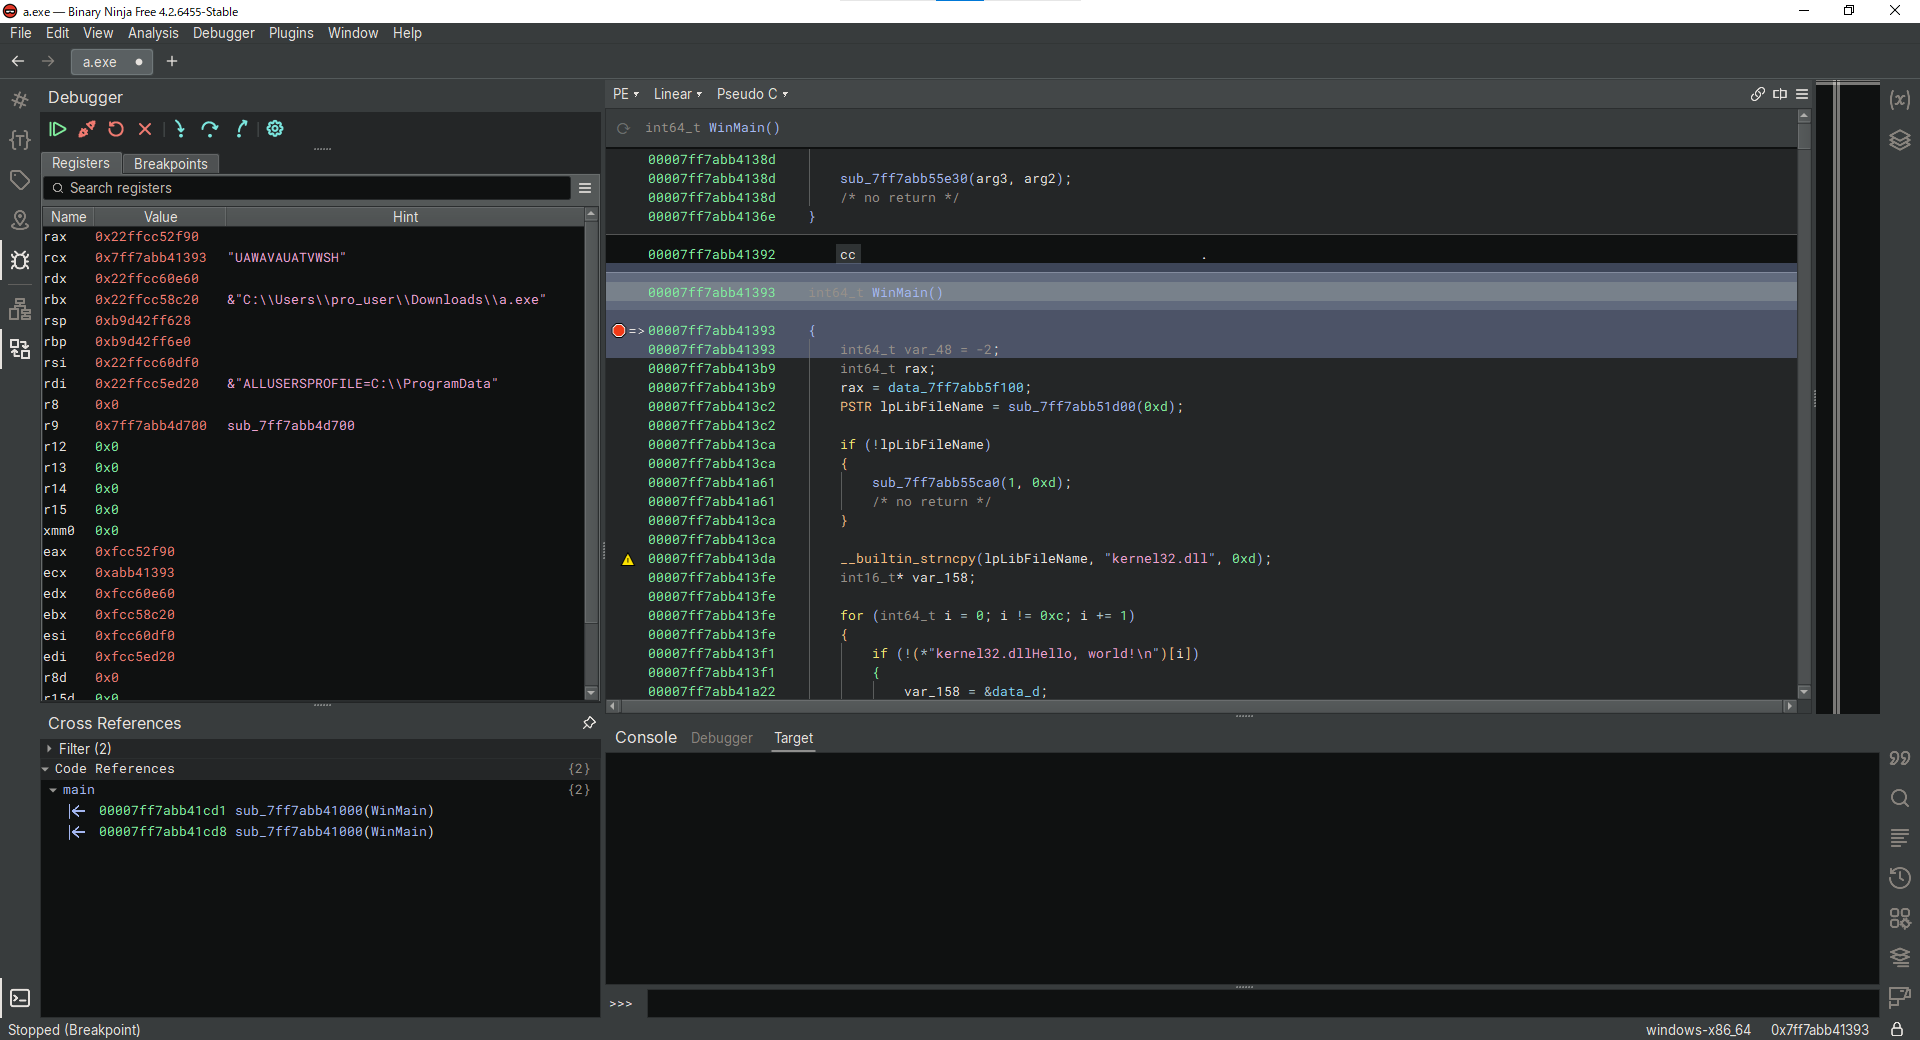 a.exe — Binary Ninja Free 4.2.6455-Stable
File Edit View Analysis Debugger Plugins Window Help
a.exe
Debugger
Registers Breakpoints
Search registers
Name Value Hint
rax 0x22ffcc52f90
rcx 0x7ff7abb41393 "UAWAVAUATVWSH"
rdx 0x22ffcc60e60
rbx 0x22ffcc58c20 &"C:\\Users\\pro_user\\Downloads\\a.exe"
rsp 0xb9d42ff628
rbp 0xb9d42ff6e0
rsi 0x22ffcc60df0
rdi 0x22ffcc5ed20 &"ALLUSERSPROFILE=C:\\ProgramData"
r8 0x0
r9 0x7ff7abb4d700 sub_7ff7abb4d700
r12 0x0
r13 0x0
r14 0x0
r15 0x0
xmm0 0x0
eax 0xfcc52f90
ecx 0xabb41393
edx 0xfcc60e60
ebx 0xfcc58c20
esi 0xfcc60df0
edi 0xfcc5ed20
r8d 0x0
r15d 0x0
Cross References
Filter (2)
Code References {2}
main {2}
00007ff7abb41cd1 sub_7ff7abb41000(WinMain)
00007ff7abb41cd8 sub_7ff7abb41000(WinMain)
PE Linear Pseudo C
int64_t WinMain()
00007ff7abb4138d
00007ff7abb4138d sub_7ff7abb55e30(arg3, arg2);
00007ff7abb4138d /* no return */
00007ff7abb4136e }
00007ff7abb41392 cc .
00007ff7abb41393 int64_t WinMain()
=> 00007ff7abb41393 {
00007ff7abb41393 int64_t var_48 = -2;
00007ff7abb413b9 int64_t rax;
00007ff7abb413b9 rax = data_7ff7abb5f100;
00007ff7abb413c2 PSTR lpLibFileName = sub_7ff7abb51d00(0xd);
00007ff7abb413c2
00007ff7abb413ca if (!lpLibFileName)
00007ff7abb413ca {
00007ff7abb41a61 sub_7ff7abb55ca0(1, 0xd);
00007ff7abb41a61 /* no return */
00007ff7abb413ca }
00007ff7abb413ca
00007ff7abb413da __builtin_strncpy(lpLibFileName, "kernel32.dll", 0xd);
00007ff7abb413fe int16_t* var_158;
00007ff7abb413fe
00007ff7abb413fe for (int64_t i = 0; i != 0xc; i += 1)
00007ff7abb413fe {
00007ff7abb413f1 if (!(*"kernel32.dllHello, world!\n")[i])
00007ff7abb413f1 {
00007ff7abb41a22 var_158 = &data_d;
Console Debugger Target
>>>
Stopped (Breakpoint) windows-x86_64 0x7ff7abb41393